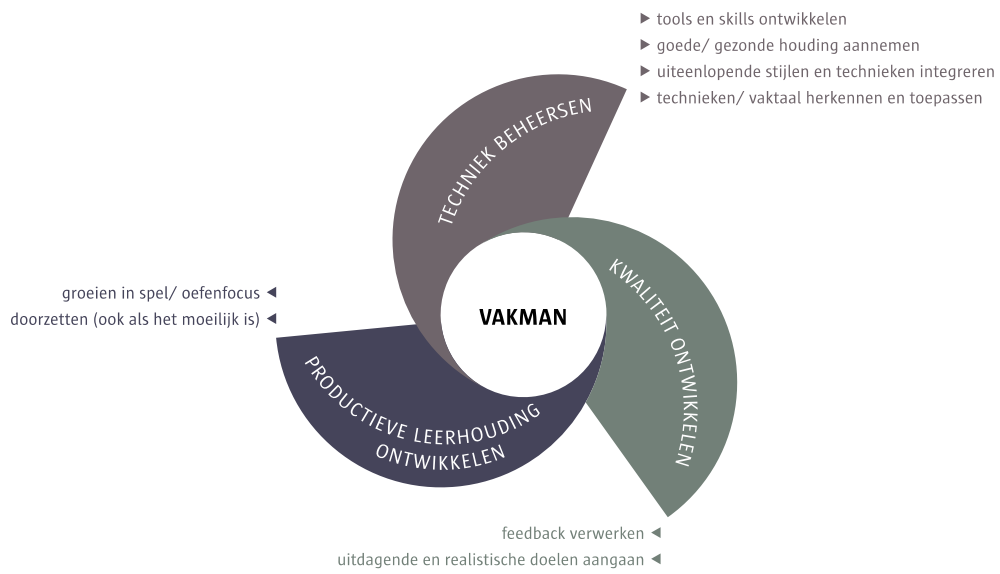 tools en skills ontwikkelen
goede/ gezonde houding aannemen
uiteenlopende stijlen en technieken integreren
technieken/ vaktaal herkennen en toepassen
TECHNIEK BEHEERSEN
KWALITEIT ONTWIKKELEN
groeien in spel/ oefenfocus
doorzetten (ook als het moeilijk is)
VAKMAN
PRODUCTIEVE LEERHOUDING
ONTWIKKELEN
feedback verwerken
uitdagende en realistische doelen aangaan